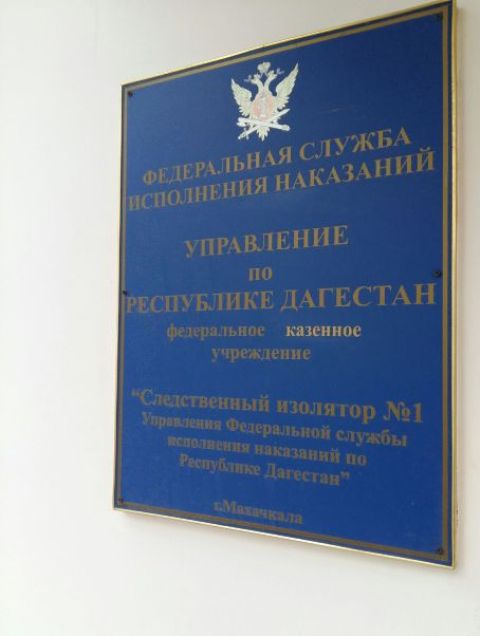 ФЕДЕРАЛЬНАЯ СЛУЖБА
ИСПОЛНЕНИЯ НАКАЗАНИЙ
УПРАВЛЕНИЕ
по
РЕСПУБЛИКЕ ДАГЕСТАН
федеральное казенное
учреждение
“Следственный изолятор №1
Управления Федеральной службы
исполнения наказаний по
Республике Дагестан”
г.Махачкала